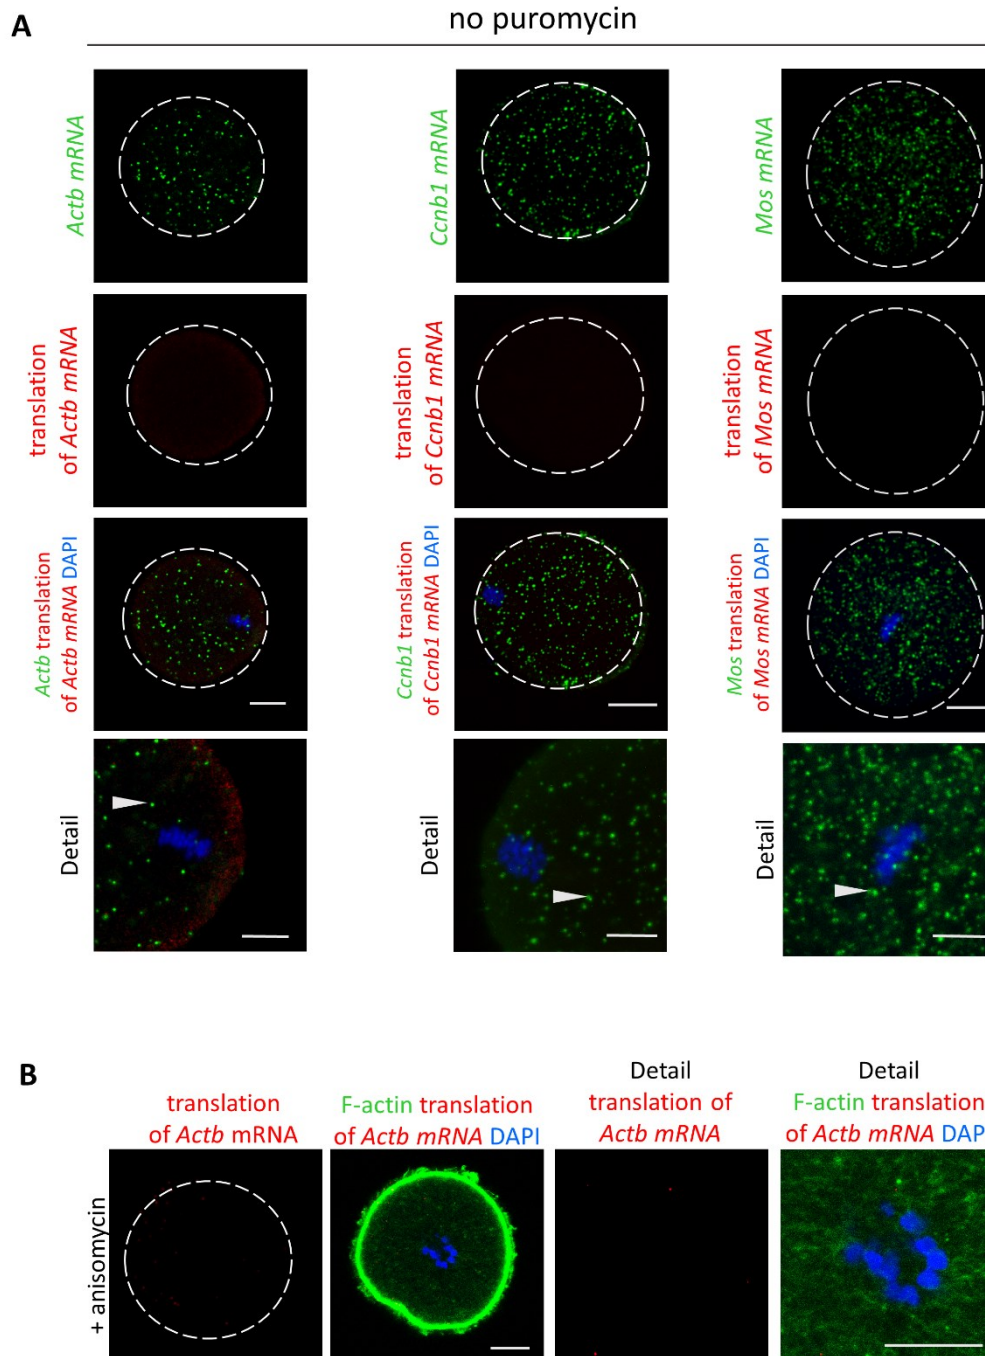 A
no puromycin
Actb mRNA
Ccnb1 mRNA
Mos mRNA
translation
of Actb mRNA
translation
of Ccnb1 mRNA
translation
of Mos mRNA
Actb translation
of Actb mRNA DAPI
Ccnb1 translation
of Ccnb1 mRNA DAPI
Mos translation
of Mos mRNA DAPI
Detail
Detail
Detail
B
translation
of Actb mRNA
F-actin translation
of Actb mRNA DAPI
Detail
translation of
Actb mRNA
Detail
F-actin translation
of Actb mRNA DAP
+ anisomycin